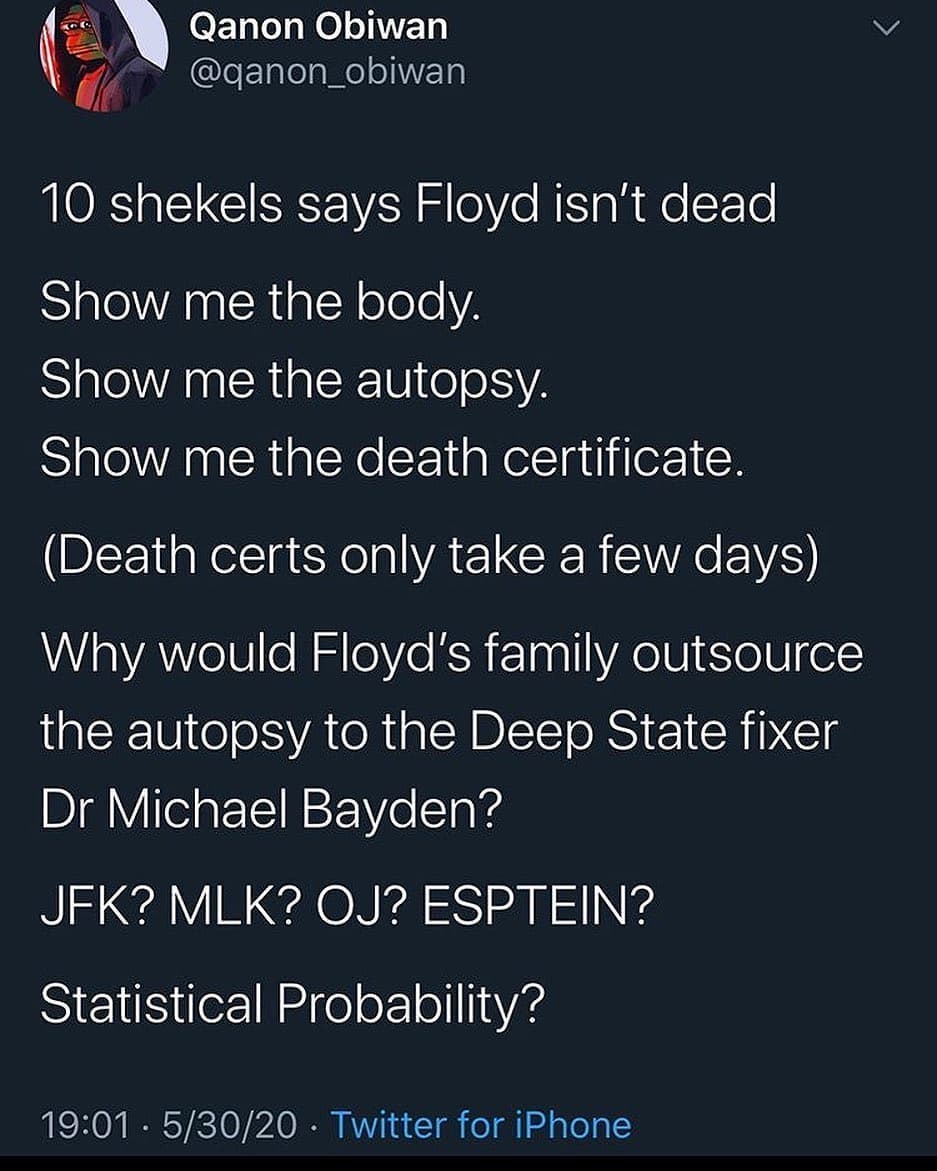 Qanon Obiwan
@qanon_obiwan
10 shekels says Floyd isn't dead
Show me the body.
Show me the autopsy.
Show me the death certificate.
(Death certs only take a few days)
Why would Floyd's family outsource
the autopsy to the Deep State fixer
Dr Michael Bayden?
JFK? MLK? OJ? ESPTEIN?
Statistical Probability?
19:01 · 5/30/20 · Twitter for iPhone